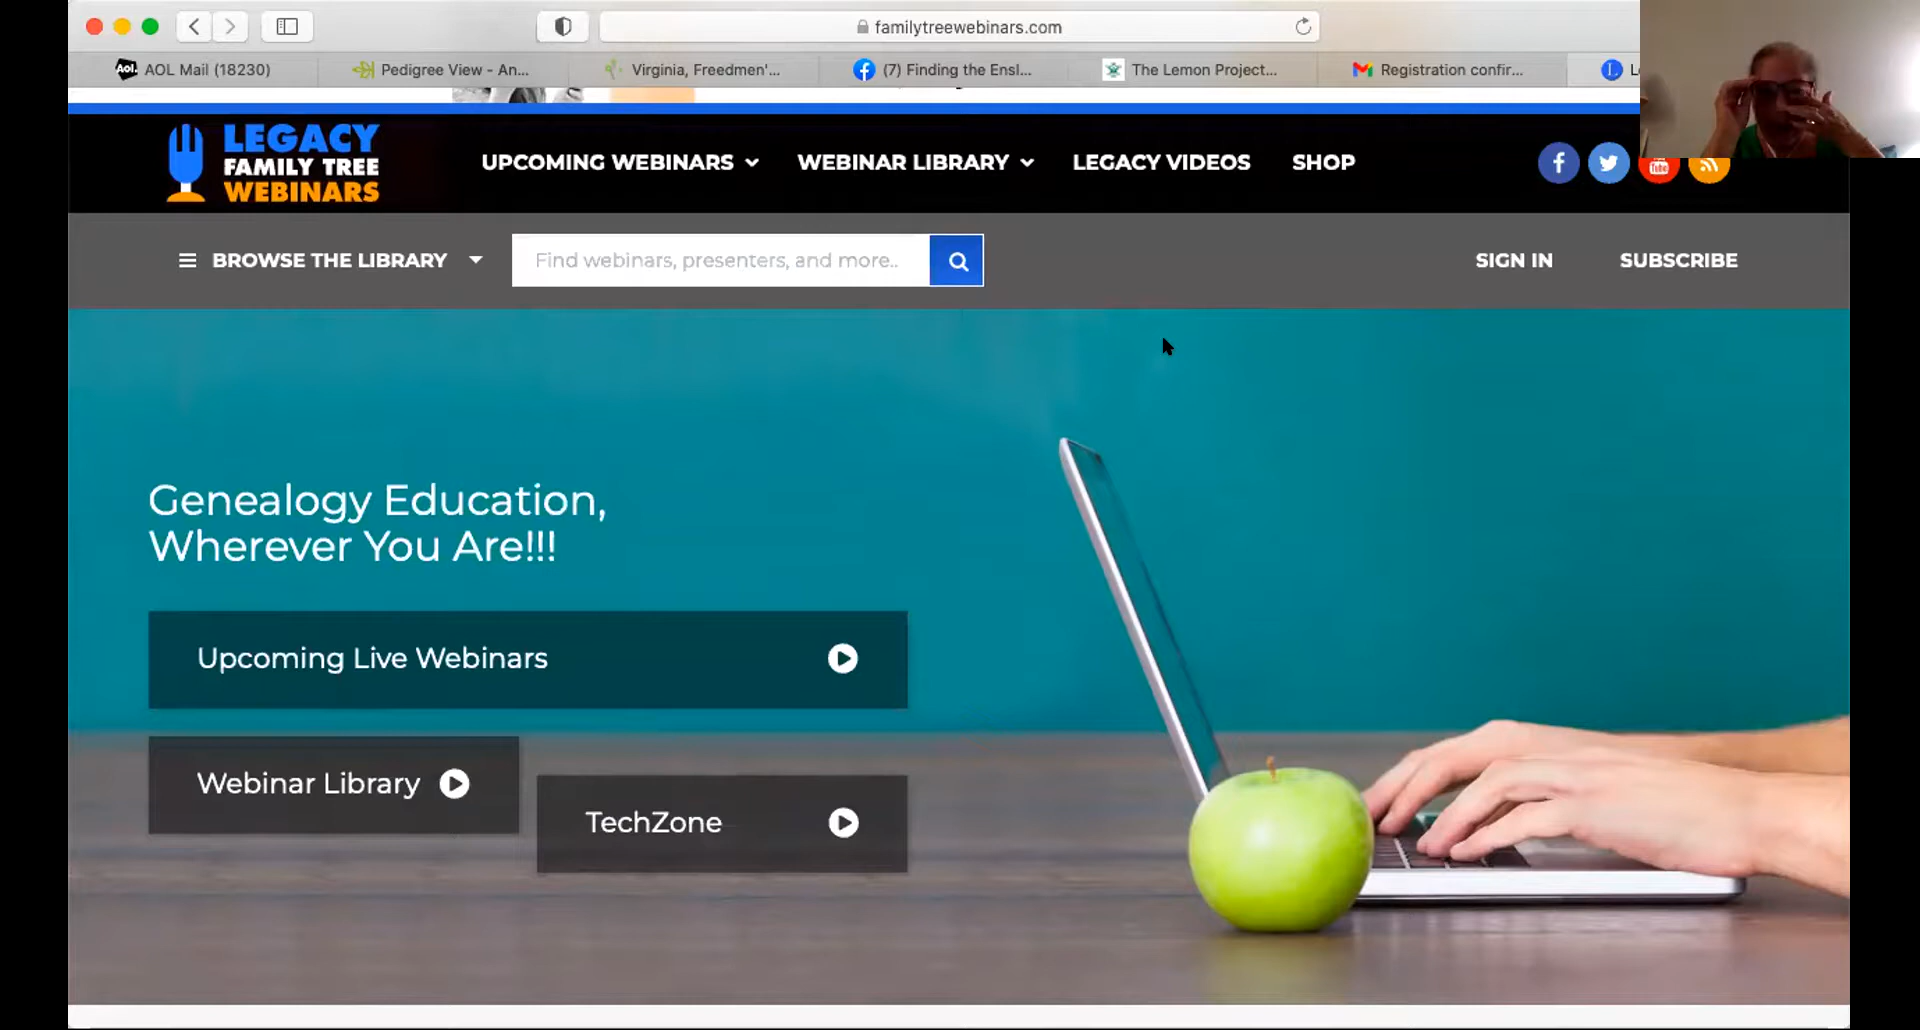 familytreewebinars.com
Aol. AOL Mail (18230)
Pedigree View - An...
Virginia, Freedmen'...
(7) Finding the Ensl...
The Lemon Project...
Registration confir...
LEGACY
FAMILY TREE
WEBINARS
UPCOMING WEBINARS
WEBINAR LIBRARY
LEGACY VIDEOS
SHOP
BROWSE THE LIBRARY
Find webinars, presenters, and more..
SIGN IN
SUBSCRIBE
Genealogy Education,
Wherever You Are!!!
Upcoming Live Webinars
Webinar Library
TechZone